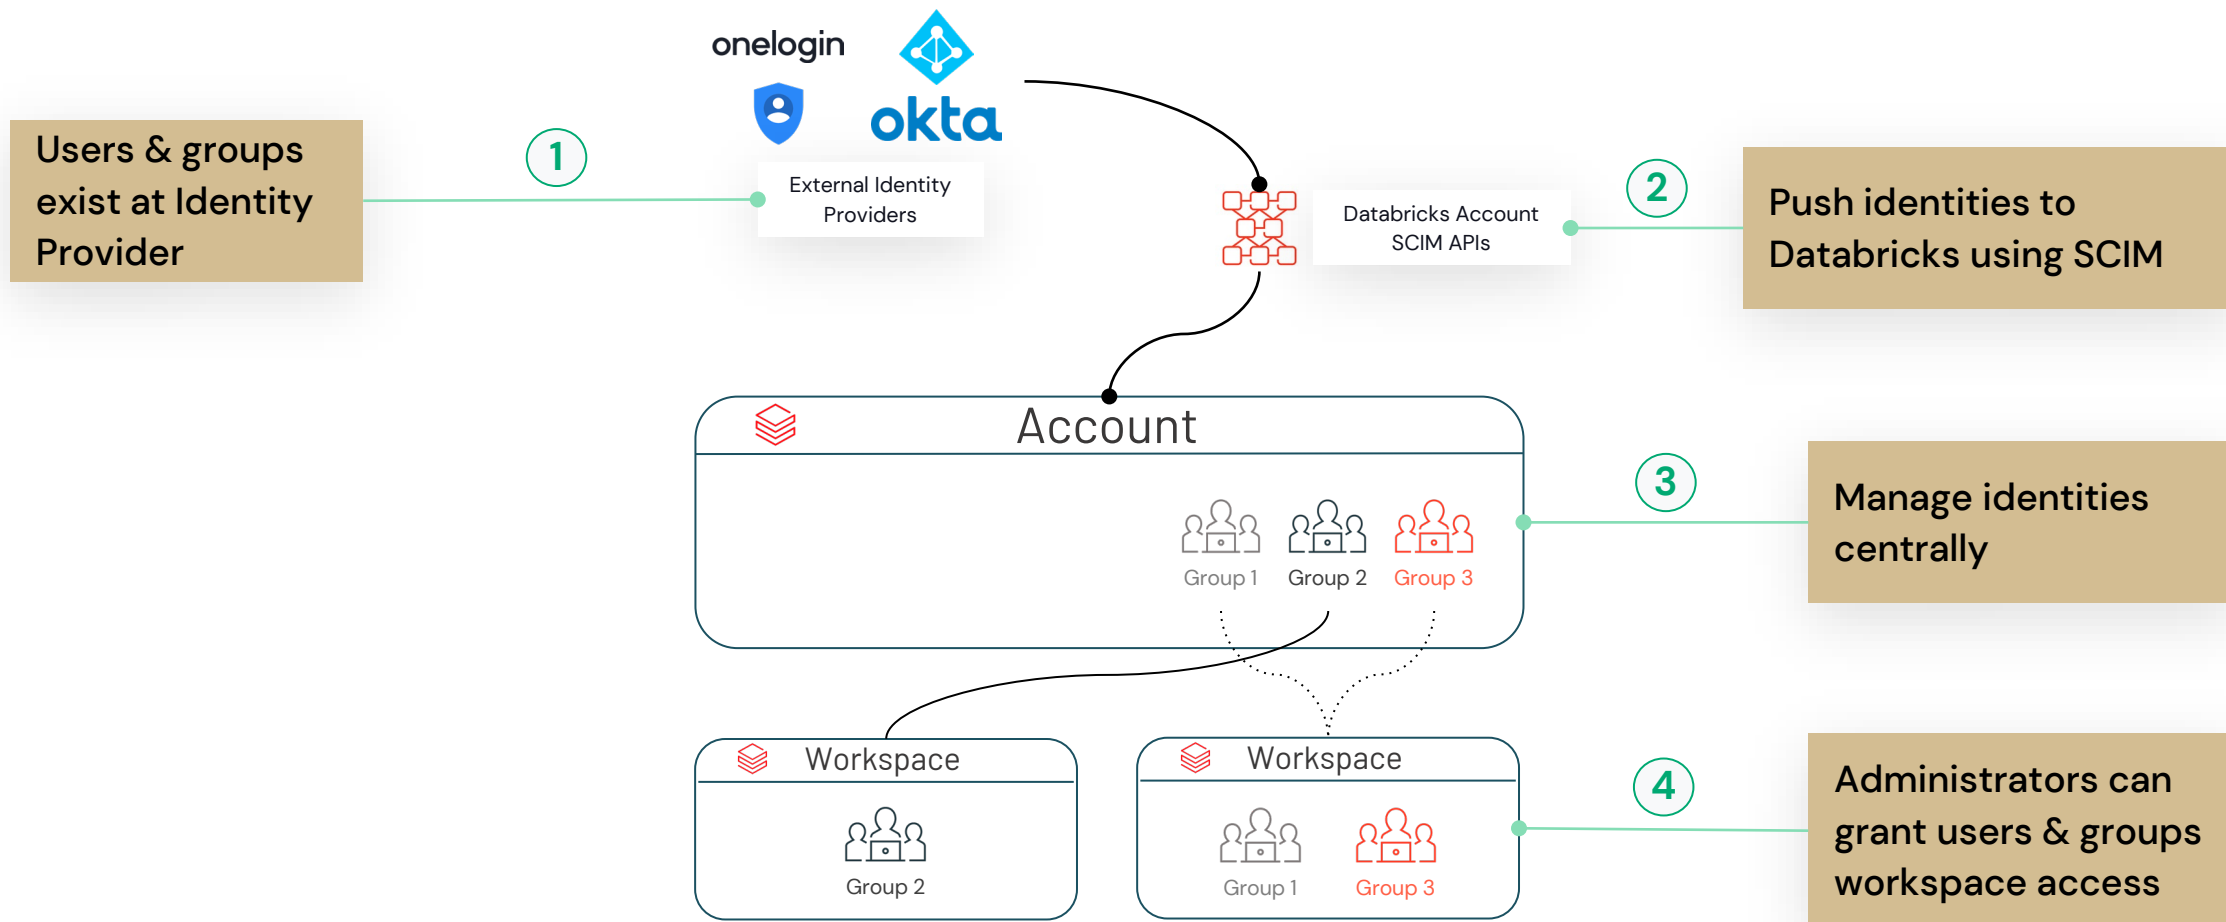 onelogin
okta
Users & groups
exist at Identity
Provider
1
External Identity
Providers
Databricks Account
SCIM APIs
2
Push identities to
Databricks using SCIM
Account
Group 1
Group 2
Group 3
3
Manage identities
centrally
Workspace
Group 2
Workspace
Group 1
Group 3
4
Administrators can
grant users & groups
workspace access